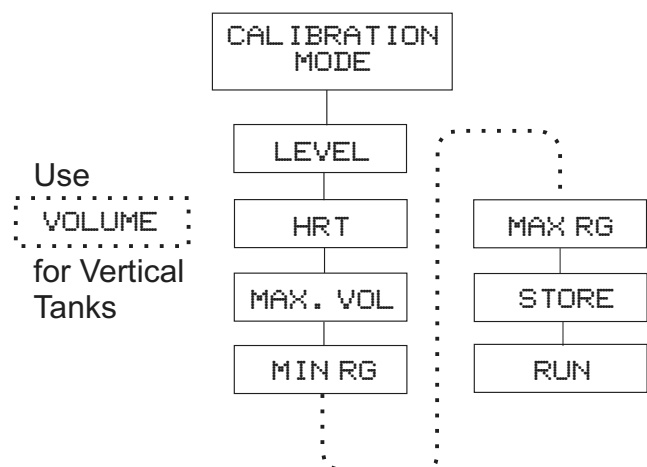 CALIBRATION
MODE
LEVEL
HRT
MAX. VOL
MIN RG
MAX RG
STORE
RUN
Use
VOLUME
for Vertical
Tanks